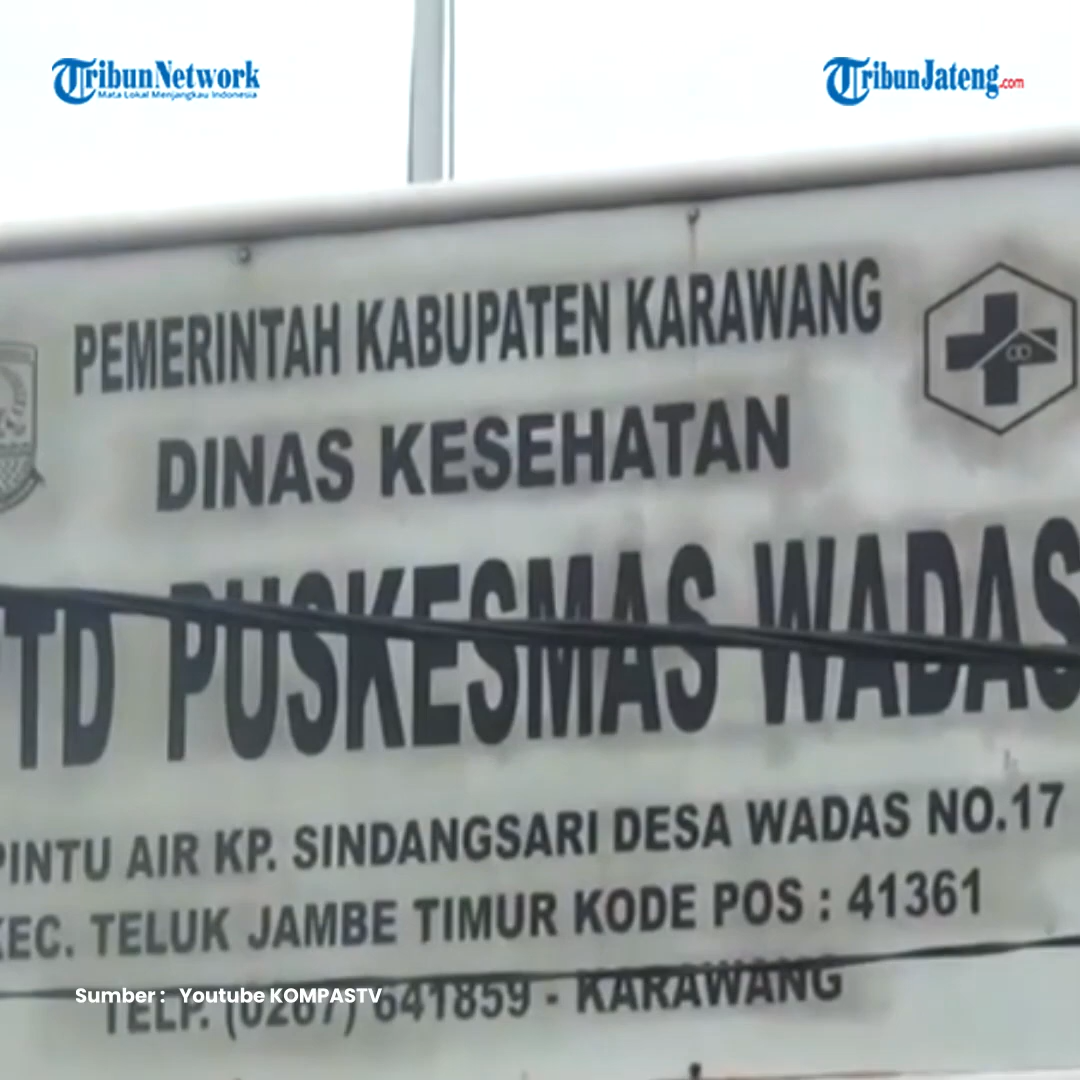 TribunNetwork
Mata Lokal Menjangkau Indonesia
TribunJateng.com
PEMERINTAH KABUPATEN KARAWANG
DINAS KESEHATAN
TD PUSKESMAS WADAS
PINTU AIR KP. SINDANGSARI DESA WADAS NO.17
KEC. TELUK JAMBE TIMUR KODE POS : 41361
TELP. (0267) 641859 - KARAWANG
Sumber : Youtube KOMPASTV